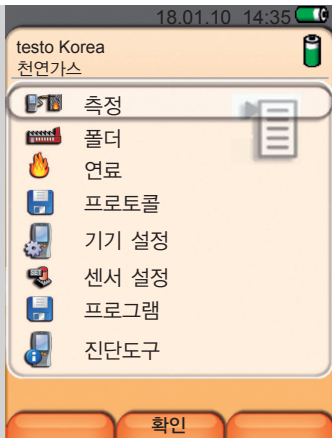 18.01.10 14:35
testo Korea
천연가스
측정
폴더
연료
프로토콜
기기 설정
센서 설정
프로그램
진단도구
확인